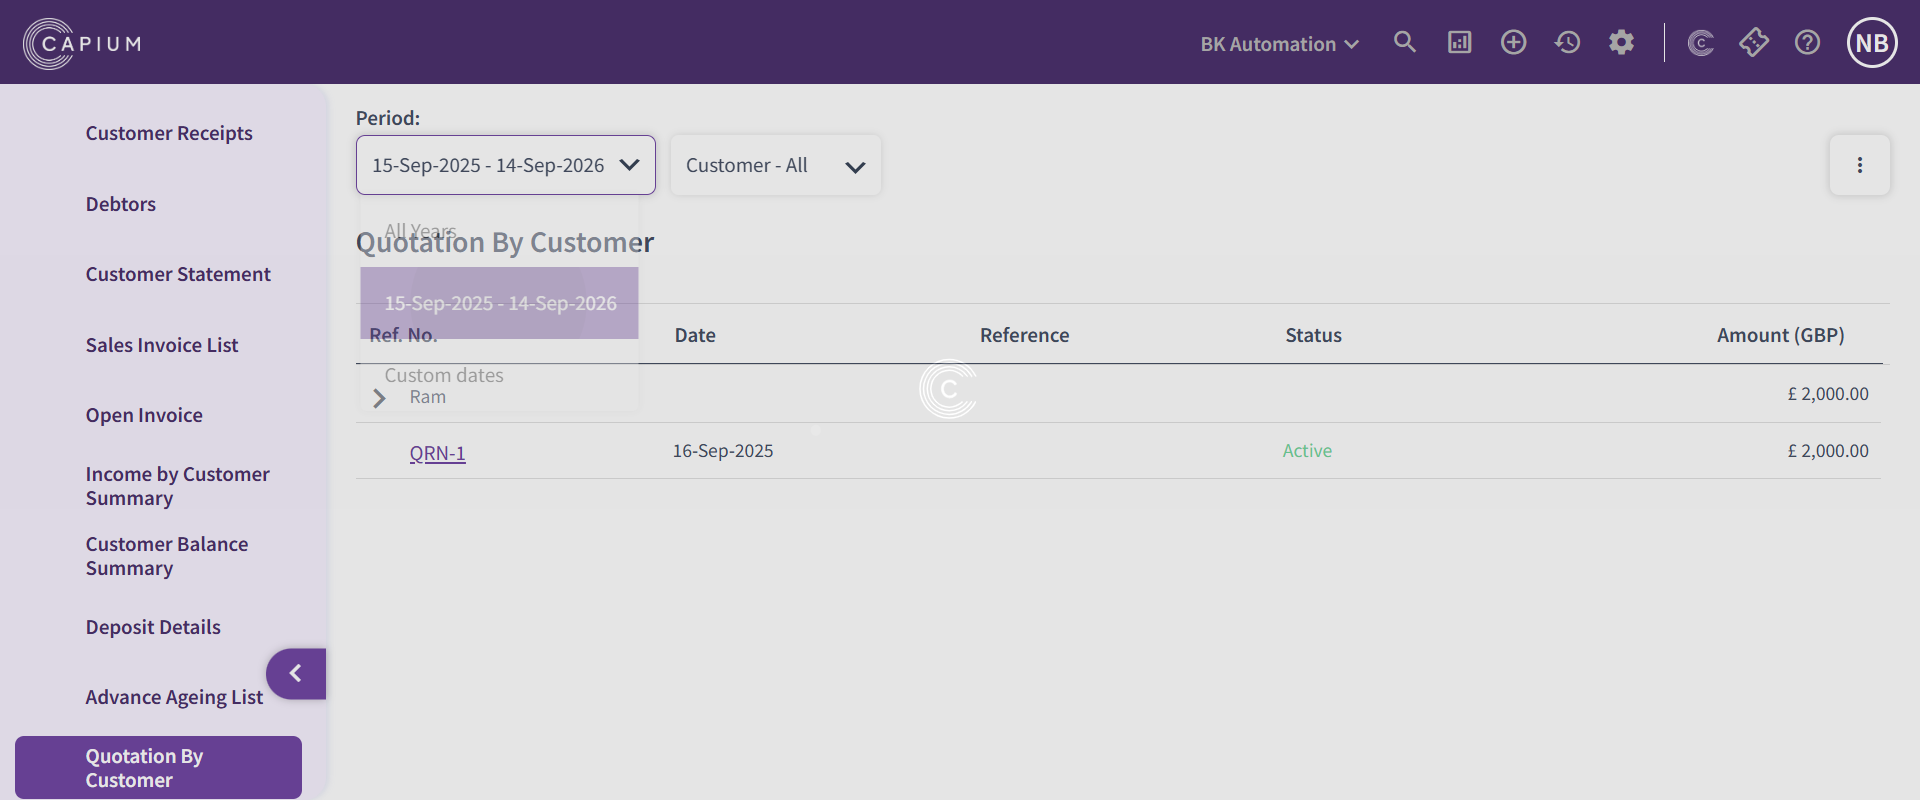 CAPIUM
BK Automation
C
NB
Customer Receipts
Debtors
Customer Statement
Sales Invoice List
Open Invoice
Income by Customer
Summary
Customer Balance
Summary
Deposit Details
Advance Ageing List
Quotation By
Customer
Period:
15-Sep-2025 - 14-Sep-2026
Customer - All
All Years
Quotation By Customer
15-Sep-2025 - 14-Sep-2026
Ref. No. Date Reference Status Amount (GBP)
Custom dates
C
Ram £ 2,000.00
QRN-1 16-Sep-2025 Active £ 2,000.00